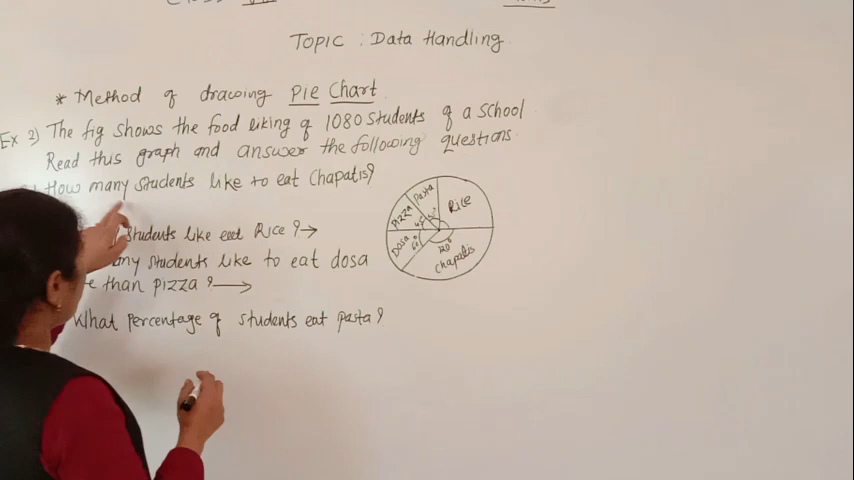 TOPIC : Data Handling
* Method of drawing PIE Chart
Ex 2) The fig shows the food liking of 1080 students of a school
Read this graph and answer the following questions
How many students like to eat Chapatis?
students like eat Rice ? →
many students like to eat dosa
than Pizza ? →
What percentage of students eat pasta ?
Pasta
Rice
Pizza
Dosa
60°
120°
Chapatis